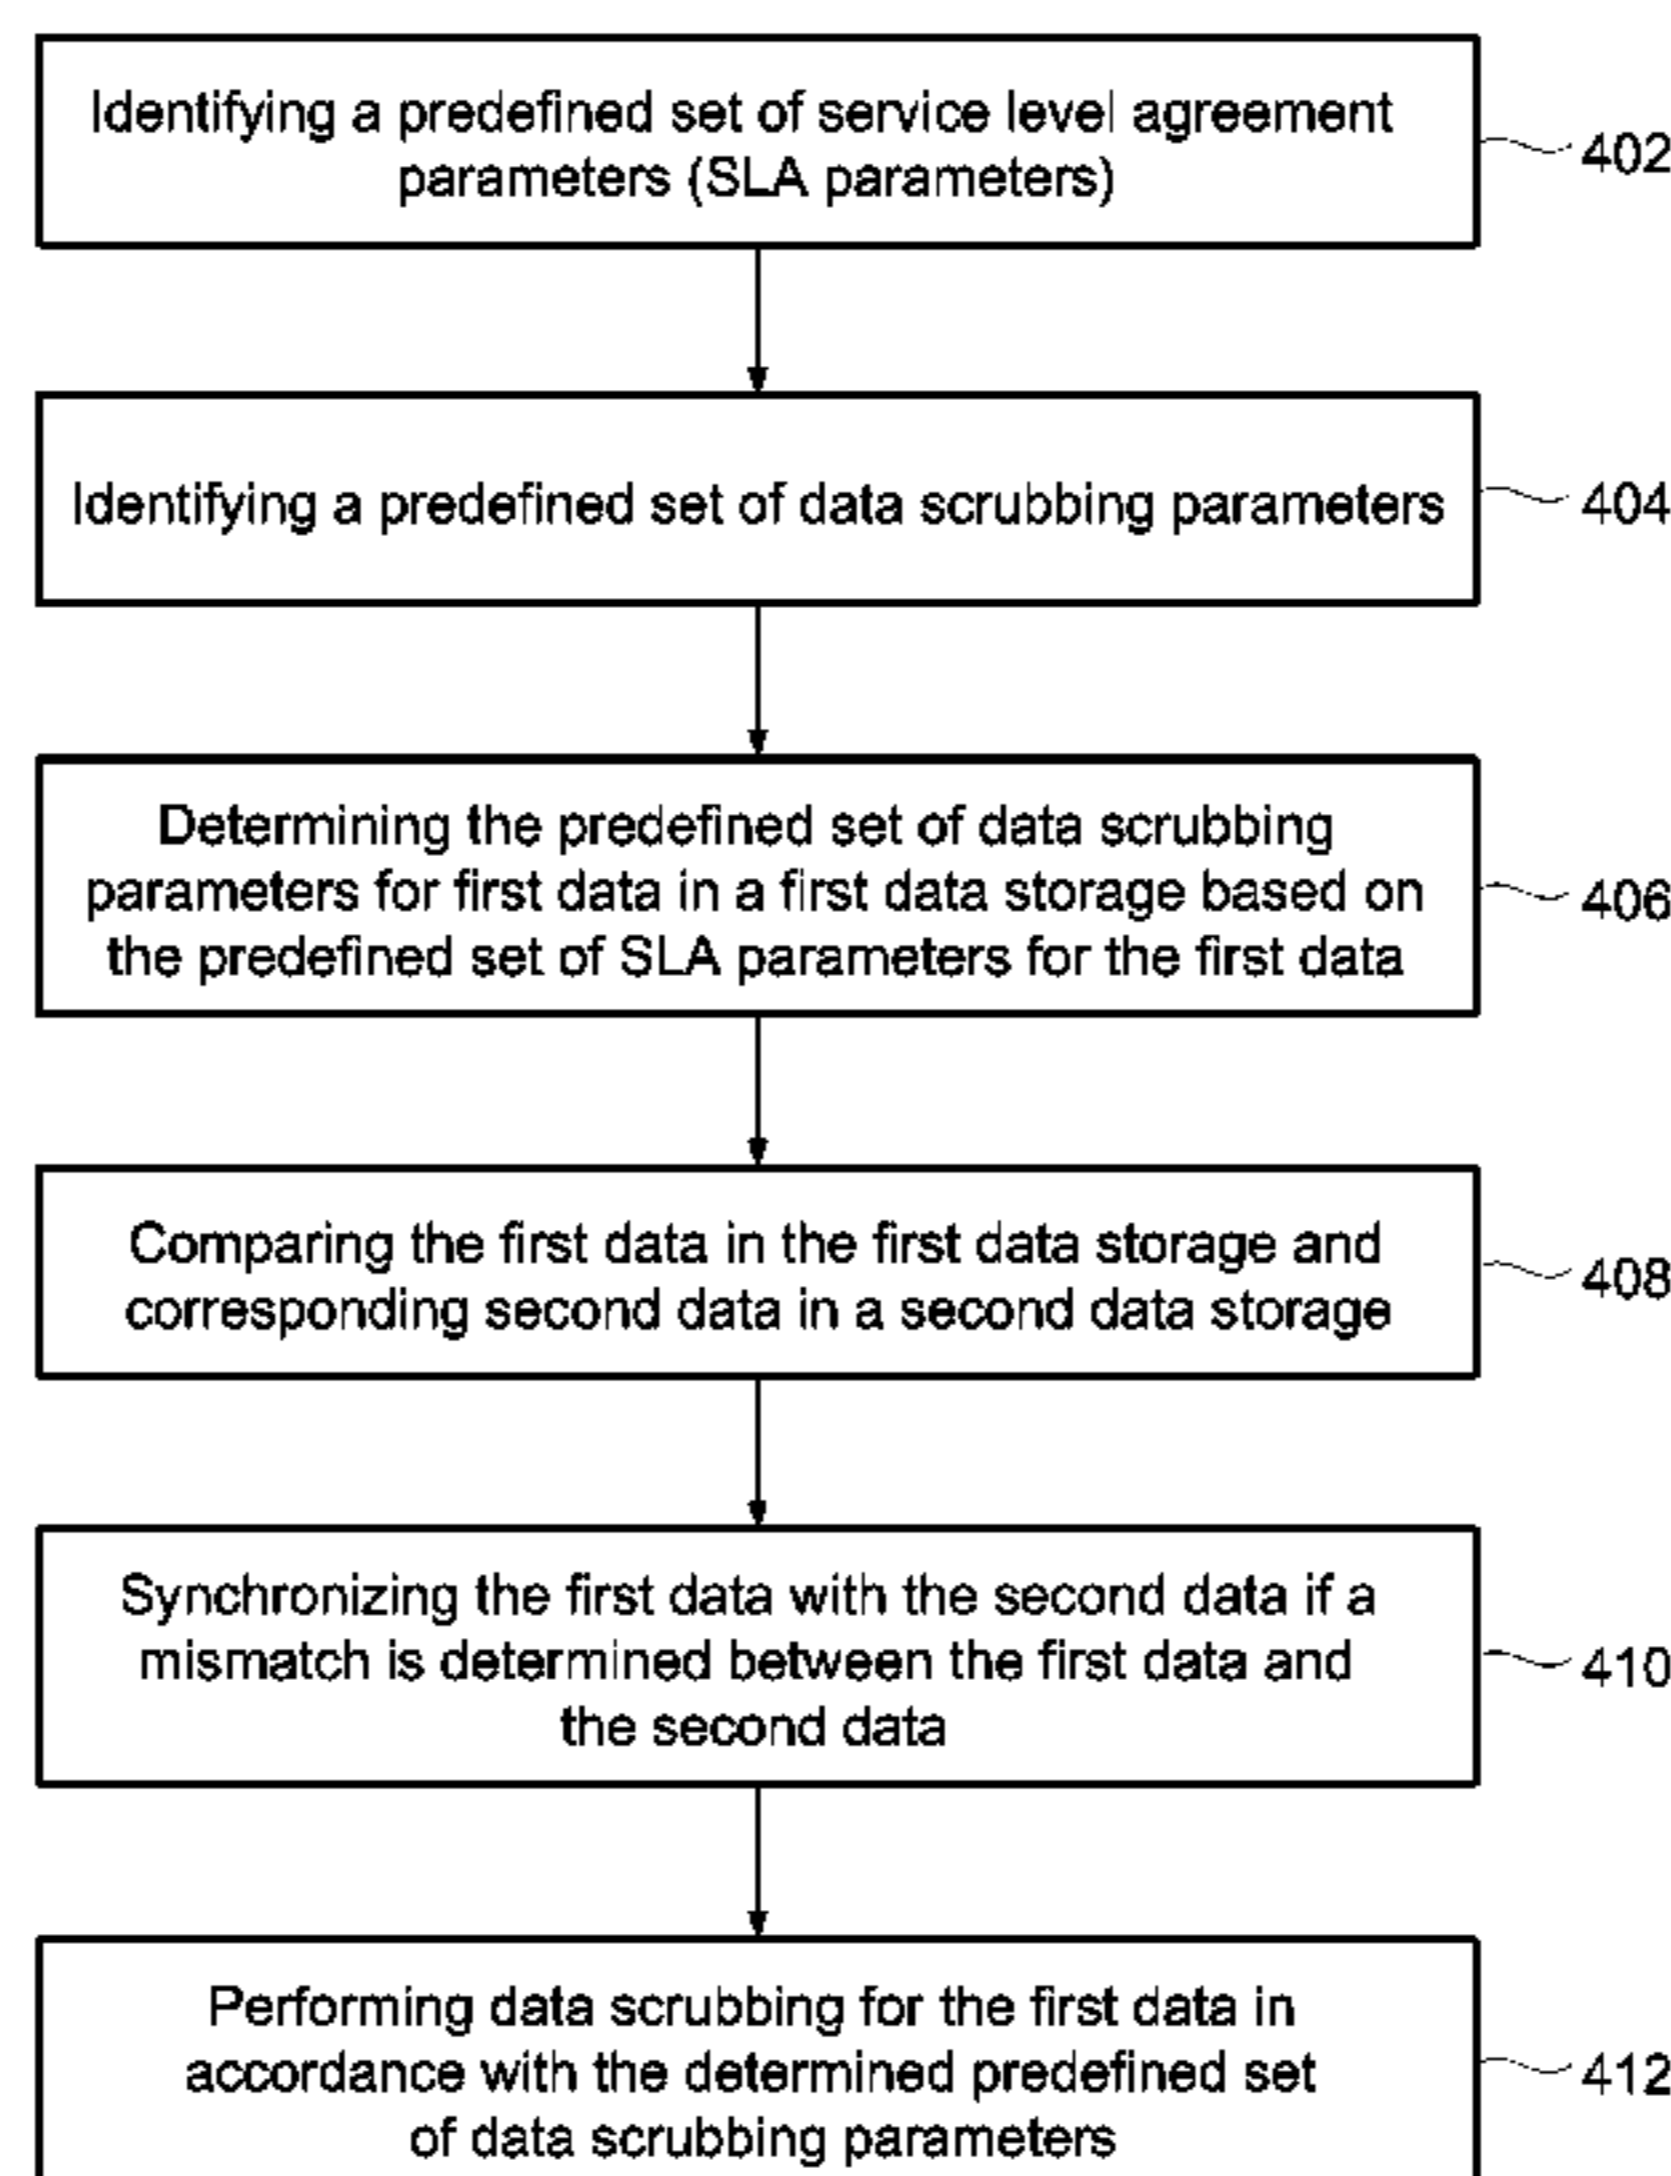 Identifying a predefined set of service level agreement
parameters (SLA parameters)
402
Identifying a predefined set of data scrubbing parameters
404
Determining the predefined set of data scrubbing
parameters for first data in a first data storage based on
the predefined set of SLA parameters for the first data
406
Comparing the first data in the first data storage and
corresponding second data in a second data storage
408
Synchronizing the first data with the second data if a
mismatch is determined between the first data and
the second data
410
Performing data scrubbing for the first data in
accordance with the determined predefined set
of data scrubbing parameters
412